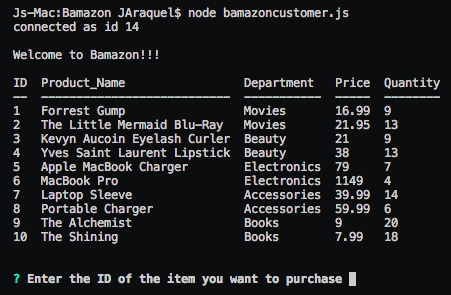 Js-Mac:Bamazon JAraquel$ node bamazoncustomer.js
connected as id 14
Welcome to Bamazon!!!
ID  Product_Name                 Department   Price  Quantity
--  ---------------------------  -----------  -----  --------
1   Forrest Gump                 Movies       16.99  9
2   The Little Mermaid Blu-Ray   Movies       21.95  13
3   Kevyn Aucoin Eyelash Curler  Beauty       21     9
4   Yves Saint Laurent Lipstick  Beauty       38     13
5   Apple MacBook Charger        Electronics  79     7
6   MacBook Pro                  Electronics  1149   4
7   Laptop Sleeve                Accessories  39.99  14
8   Portable Charger             Accessories  59.99  6
9   The Alchemist                Books        9      20
10  The Shining                  Books        7.99   18
? Enter the ID of the item you want to purchase